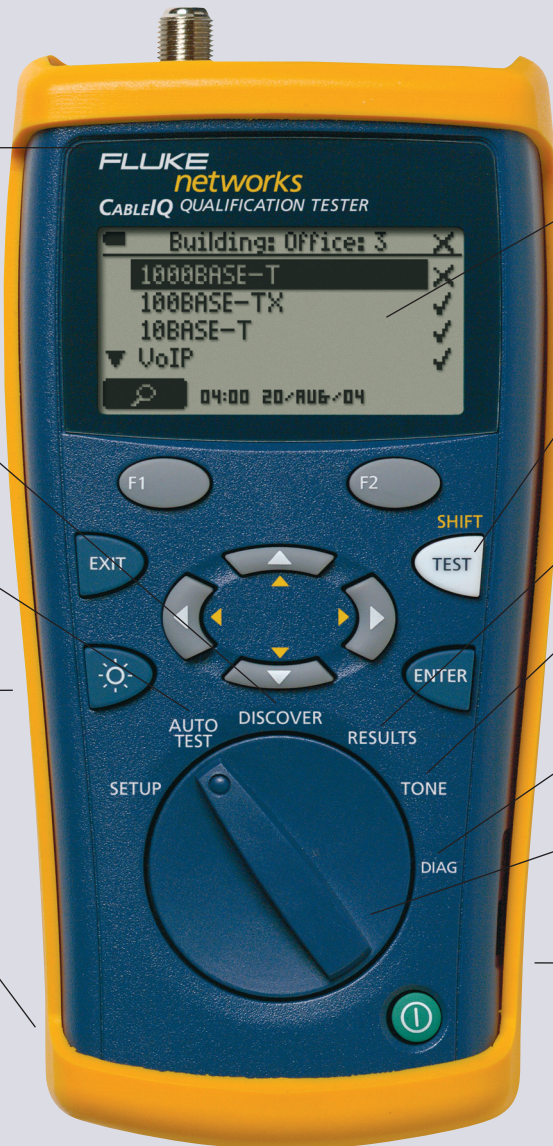 FLUKE
networks
CABLEIQ QUALIFICATION TESTER
Building: Office: 3
1000BASE-T
100BASE-TX
10BASE-T
VoIP
04:00 20/AUG/04
F1
F2
SHIFT
EXIT
TEST
ENTER
AUTO
TEST
DISCOVER
RESULTS
SETUP
TONE
DIAG